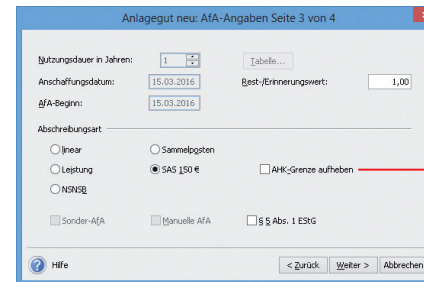 Anlagegut neu: AfA-Angaben Seite 3 von 4
Nutzungsdauer in Jahren: 1 Tabelle...
Anschaffungsdatum: 15.03.2016 Rest-/Erinnerungswert: 1,00
AfA-Beginn: 15.03.2016
Abschreibungsart
linear Sammelposten
Leistung SAS 150 € AHK-Grenze aufheben
NSNSB
Sonder-AfA Manuelle AfA § 5 Abs. 1 EStG
? Hilfe < Zurück Weiter > Abbrechen